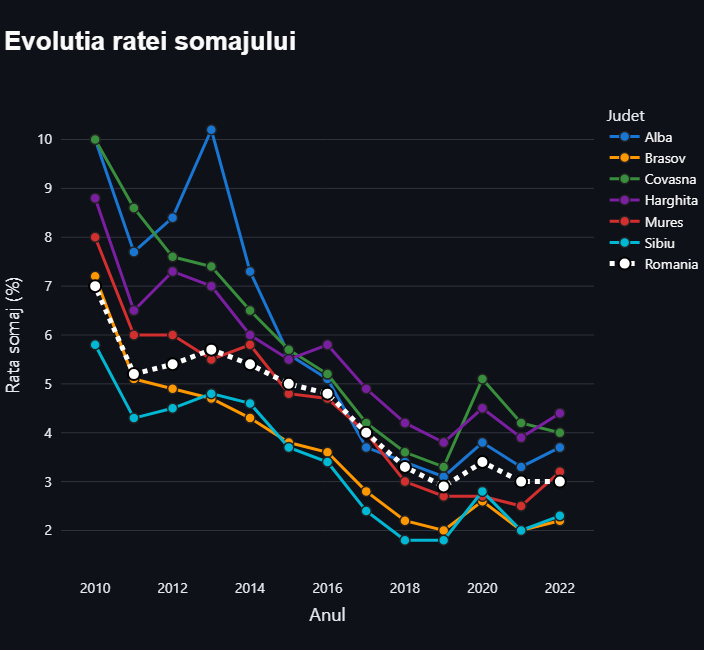 Evolutia ratei somajului
Judet
Alba
Brasov
Covasna
Harghita
Mures
Sibiu
Romania
Rata somaj (%)
10
9
8
7
6
5
4
3
2
2010
2012
2014
2016
2018
2020
2022
Anul